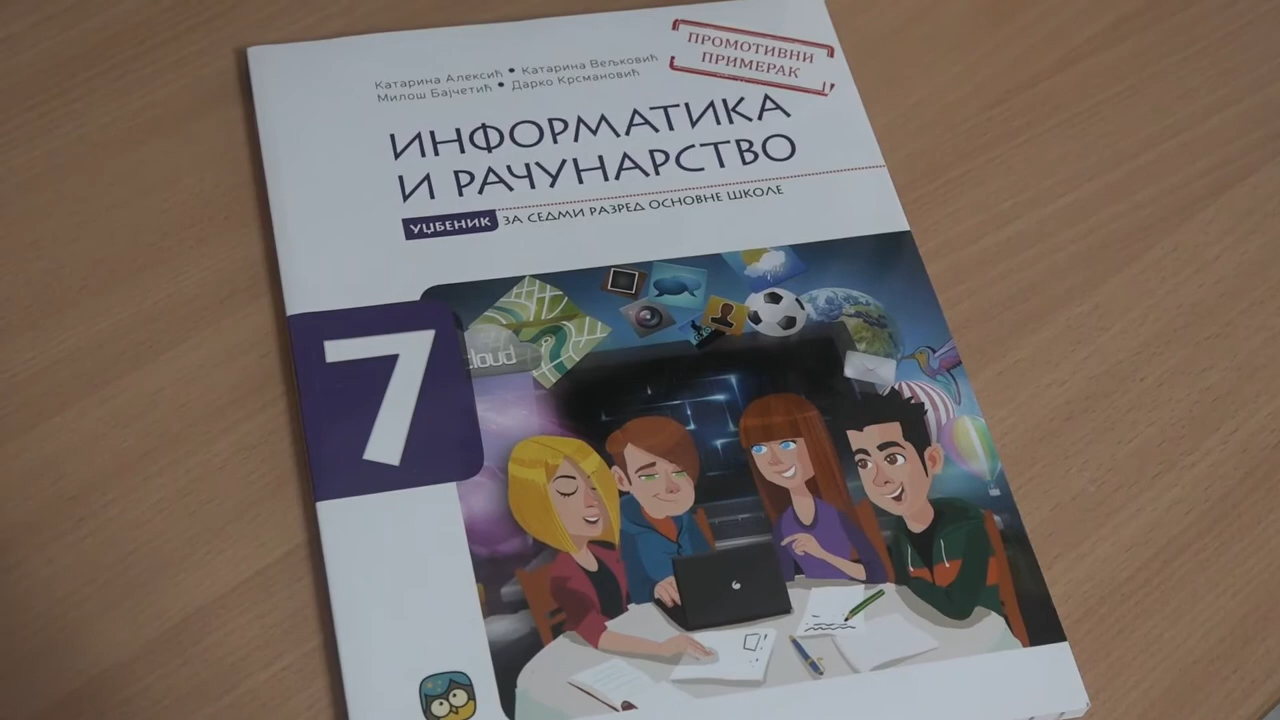 Катарина Алексић • Катарина Вељковић
Милош Бајчетић • Дарко Крсмановић
ПРОМОТИВНИ
ПРИМЕРАК
ИНФОРМАТИКА
И РАЧУНАРСТВО
УЏБЕНИК ЗА СЕДМИ РАЗРЕД ОСНОВНЕ ШКОЛЕ
cloud
7